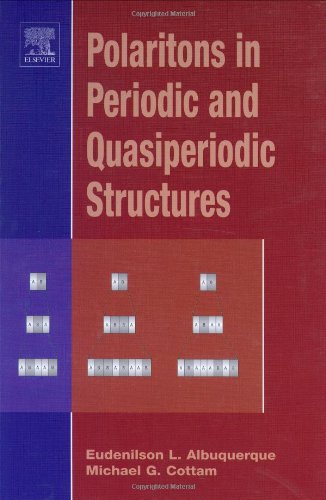 ELSEVIER
Polaritons in
Periodic and
Quasiperiodic
Structures
Eudenilson L. Albuquerque
Michael G. Cottam